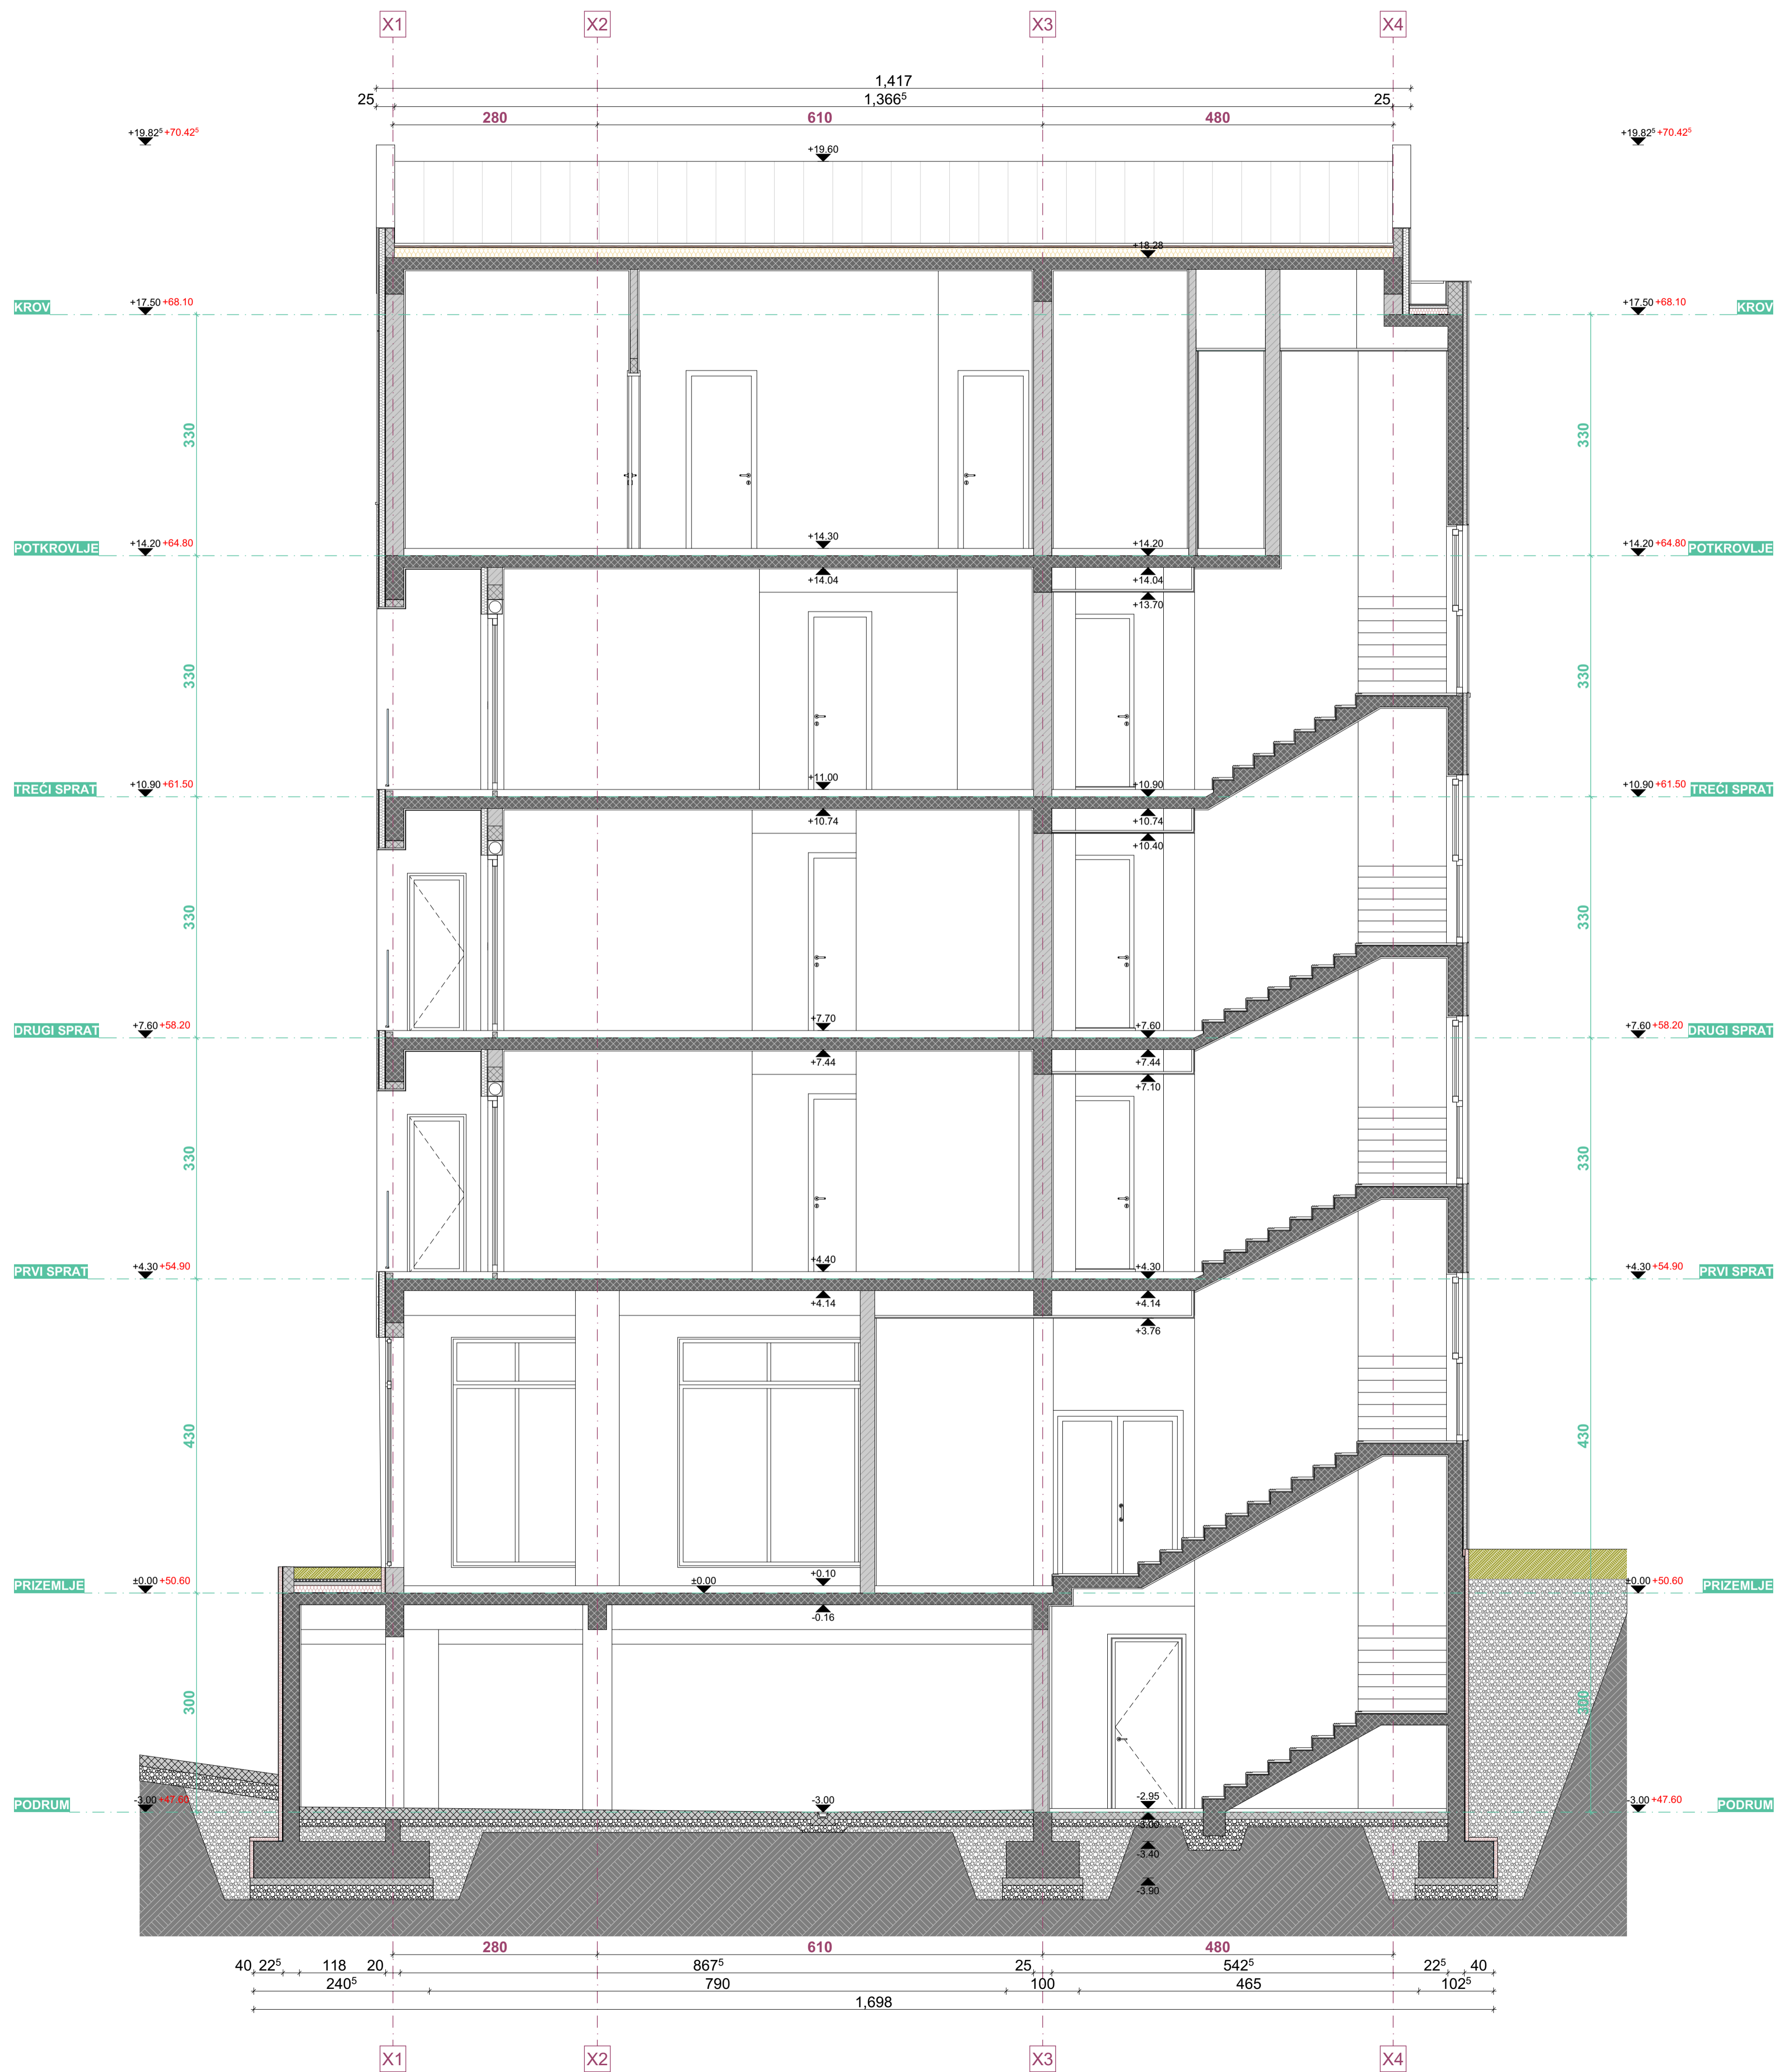 X1 X2 X3 X4
1,417
25 1,366⁵ 25
280 610 480
+19.82⁵ +70.42⁵ +19.82⁵ +70.42⁵
+19.60
+18.28
KROV +17.50 +68.10 +17.50 +68.10 KROV
330 330
+14.30 +14.20
POTKROVLJE +14.20 +64.80 +14.20 +64.80 POTKROVLJE
+14.04 +14.04
+13.70
330 330
+11.00 +10.90
TREĆI SPRAT +10.90 +61.50 +10.90 +61.50 TREĆI SPRAT
+10.74 +10.74
+10.40
330 330
+7.70 +7.60
DRUGI SPRAT +7.60 +58.20 +7.60 +58.20 DRUGI SPRAT
+7.44 +7.44
+7.10
330 330
+4.40 +4.30
PRVI SPRAT +4.30 +54.90 +4.30 +54.90 PRVI SPRAT
+4.14 +4.14
+3.76
430 430
+0.10
PRIZEMLJE ±0.00 +50.60 ±0.00 ±0.00 +50.60 PRIZEMLJE
-0.16
300 300
-3.00 -2.95
PODRUM -3.00 +47.60 -3.00 +47.60 PODRUM
-3.00
-3.40
-3.90
280 610 480
40 22⁵ 118 20 867⁵ 25 542⁵ 22⁵ 40
240⁵ 790 100 465 102⁵
1,698
X1 X2 X3 X4